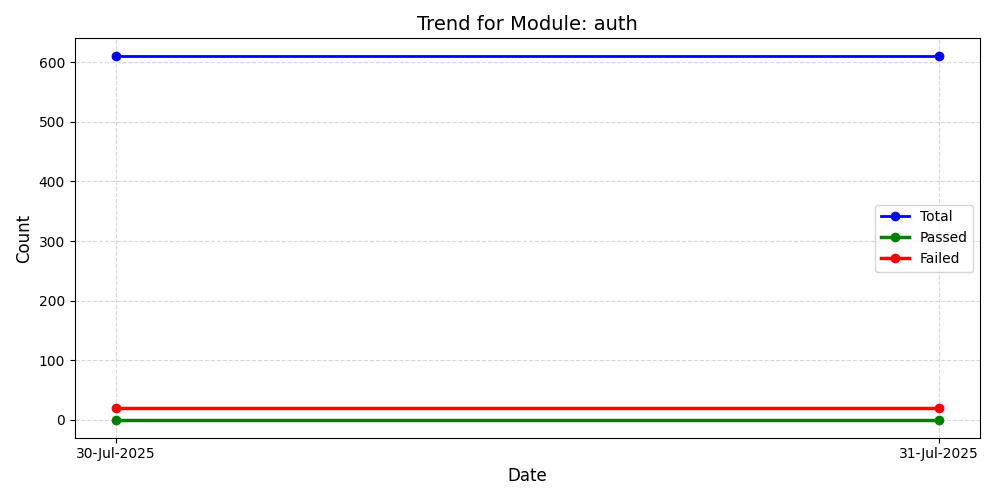 Trend for Module: auth
600
500
400
300
200
100
0
Count
Total
Passed
Failed
30-Jul-2025
31-Jul-2025
Date